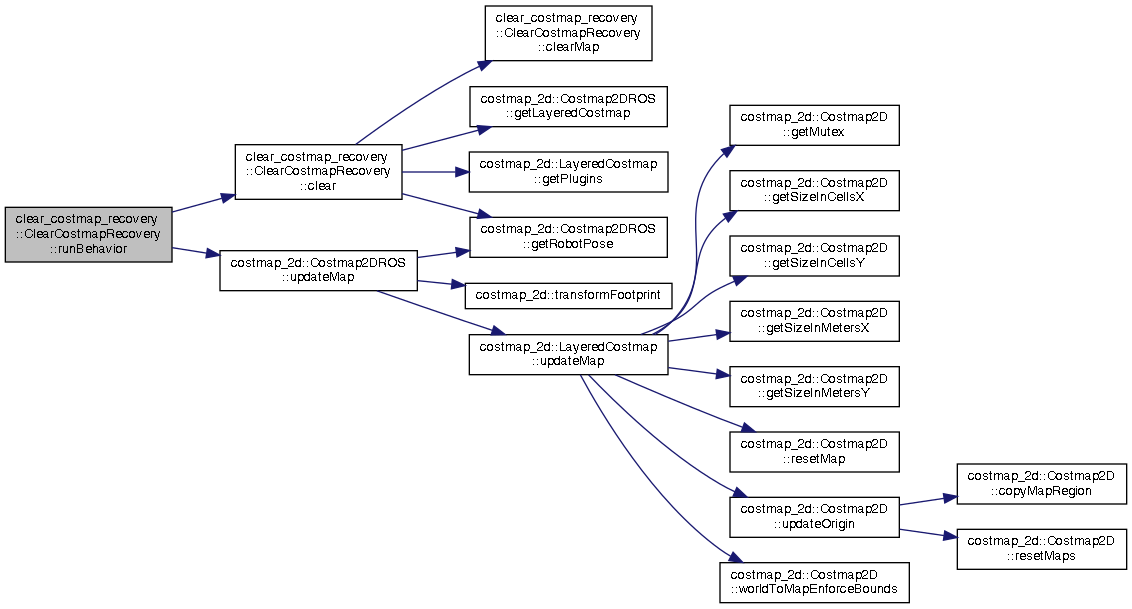 clear_costmap_recovery
::ClearCostmapRecovery
::clearMap
costmap_2d::Costmap2DROS
::getLayeredCostmap
costmap_2d::Costmap2D
::getMutex
clear_costmap_recovery
::ClearCostmapRecovery
::clear
costmap_2d::LayeredCostmap
::getPlugins
costmap_2d::Costmap2D
::getSizeInCellsX
clear_costmap_recovery
::ClearCostmapRecovery
::runBehavior
costmap_2d::Costmap2DROS
::getRobotPose
costmap_2d::Costmap2D
::getSizeInCellsY
costmap_2d::Costmap2DROS
::updateMap
costmap_2d::transformFootprint
costmap_2d::Costmap2D
::getSizeInMetersX
costmap_2d::LayeredCostmap
::updateMap
costmap_2d::Costmap2D
::getSizeInMetersY
costmap_2d::Costmap2D
::resetMap
costmap_2d::Costmap2D
::updateOrigin
costmap_2d::Costmap2D
::copyMapRegion
costmap_2d::Costmap2D
::resetMaps
costmap_2d::Costmap2D
::worldToMapEnforceBounds